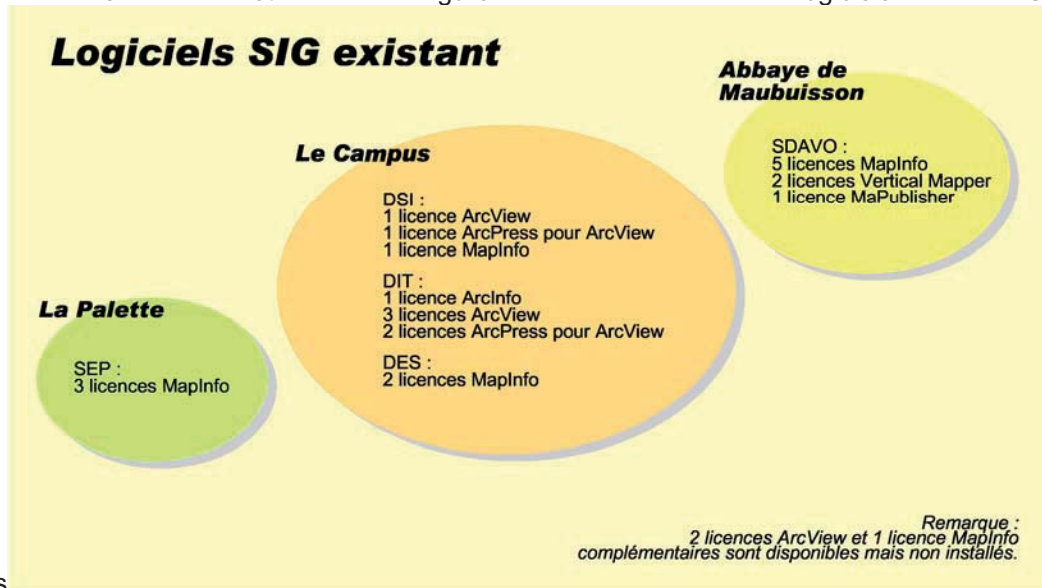 Logiciels SIG existant
Abbaye de
Maubuisson
SDAVO :
5 licences MapInfo
2 licences Vertical Mapper
1 licence MaPublisher
Le Campus
DSI :
1 licence ArcView
1 licence ArcPress pour ArcView
1 licence MapInfo
DIT :
1 licence ArcInfo
3 licences ArcView
2 licences ArcPress pour ArcView
DES :
2 licences MapInfo
La Palette
SEP :
3 licences MapInfo
Remarque :
2 licences ArcView et 1 licence MapInfo
complémentaires sont disponibles mais non installés.
s